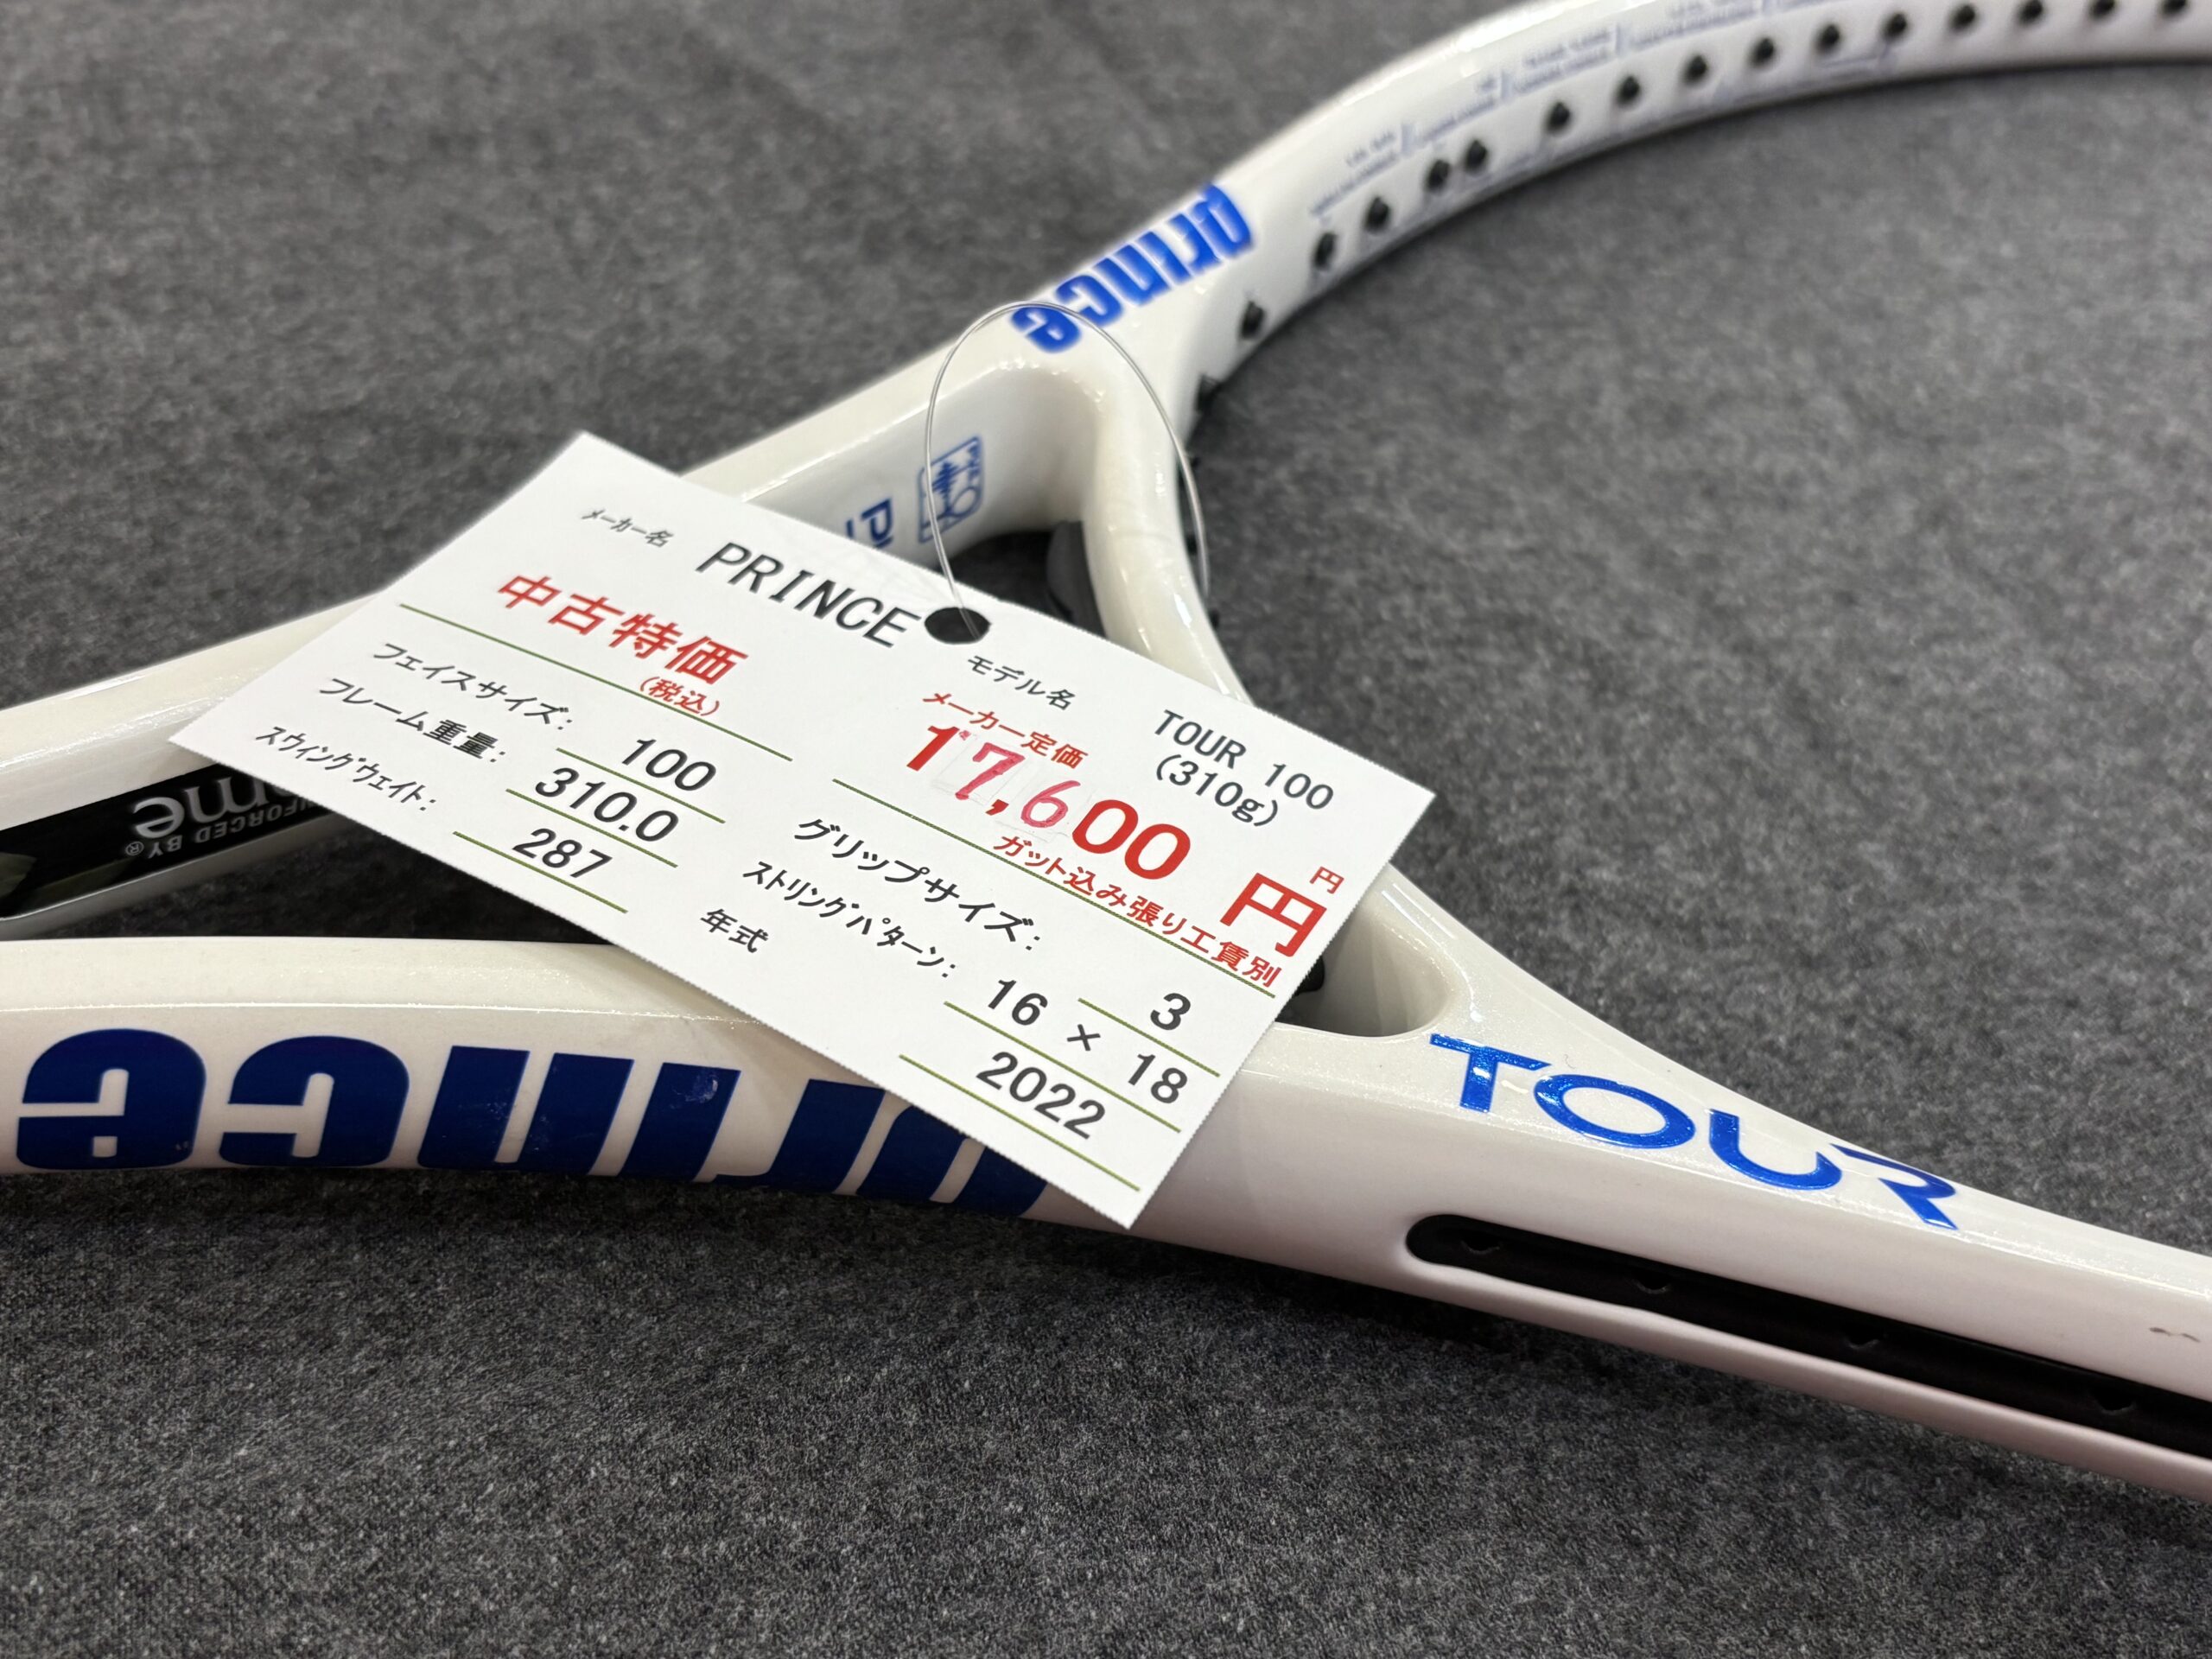 prince
メーカー名 PRINCE
モデル名 TOUR 100
(310g)
メーカー定価 円
中古特価
(税込)
17,600 円
ガット込み張り工賃別
フェイスサイズ: 100
グリップサイズ: 3
フレーム重量: 310.0
ストリングパターン: 16 × 18
スウィングウェイト: 287
年式 2022
BY®
prince
TOUR